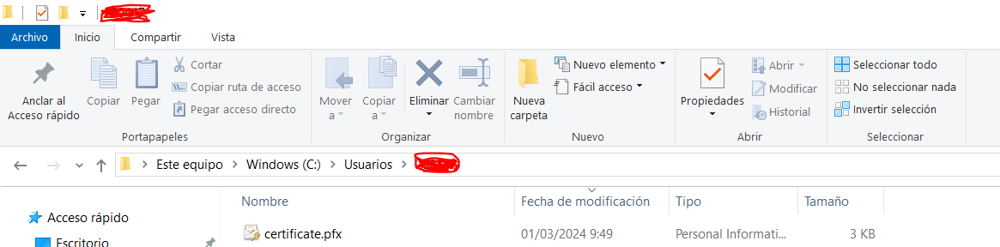 Archivo Inicio Compartir Vista
Anclar al
Acceso rápido
Copiar
Pegar
Cortar
Copiar ruta de acceso
Pegar acceso directo
Portapapeles
Mover
a
Copiar
a
Eliminar
Cambiar
nombre
Organizar
Nueva
carpeta
Nuevo elemento
Fácil acceso
Nuevo
Propiedades
Abrir
Modificar
Historial
Abrir
Seleccionar todo
No seleccionar nada
Invertir selección
Seleccionar
Este equipo > Windows (C:) > Usuarios >
Nombre Fecha de modificación Tipo Tamaño
Acceso rápido
certificate.pfx 01/03/2024 9:49 Personal Informati... 3 KB
Escritorio